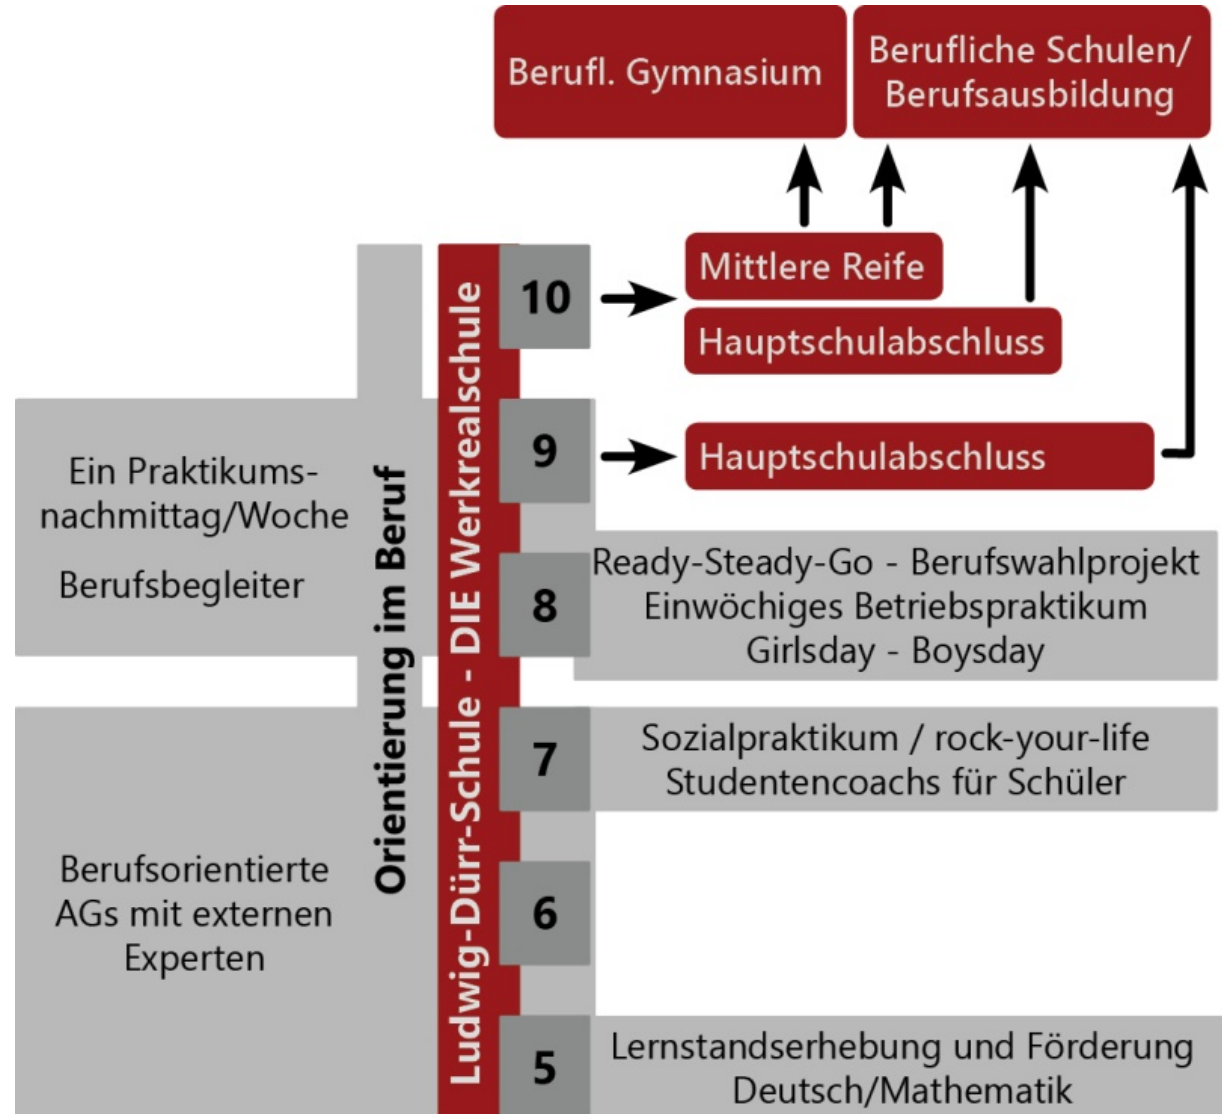 Berufl. Gymnasium
Berufliche Schulen/
Berufsausbildung
Mittlere Reife
10
Hauptschulabschluss
9
Hauptschulabschluss
Ein Praktikums-
nachmittag/Woche
Berufsbegleiter
Orientierung im Beruf
Ludwig-Dürr-Schule - DIE Werkrealschule
8
Ready-Steady-Go - Berufswahlprojekt
Einwöchiges Betriebspraktikum
Girlsday - Boysday
7
Sozialpraktikum / rock-your-life
Studentencoachs für Schüler
Berufsorientierte
AGs mit externen
Experten
6
5
Lernstandserhebung und Förderung
Deutsch/Mathematik